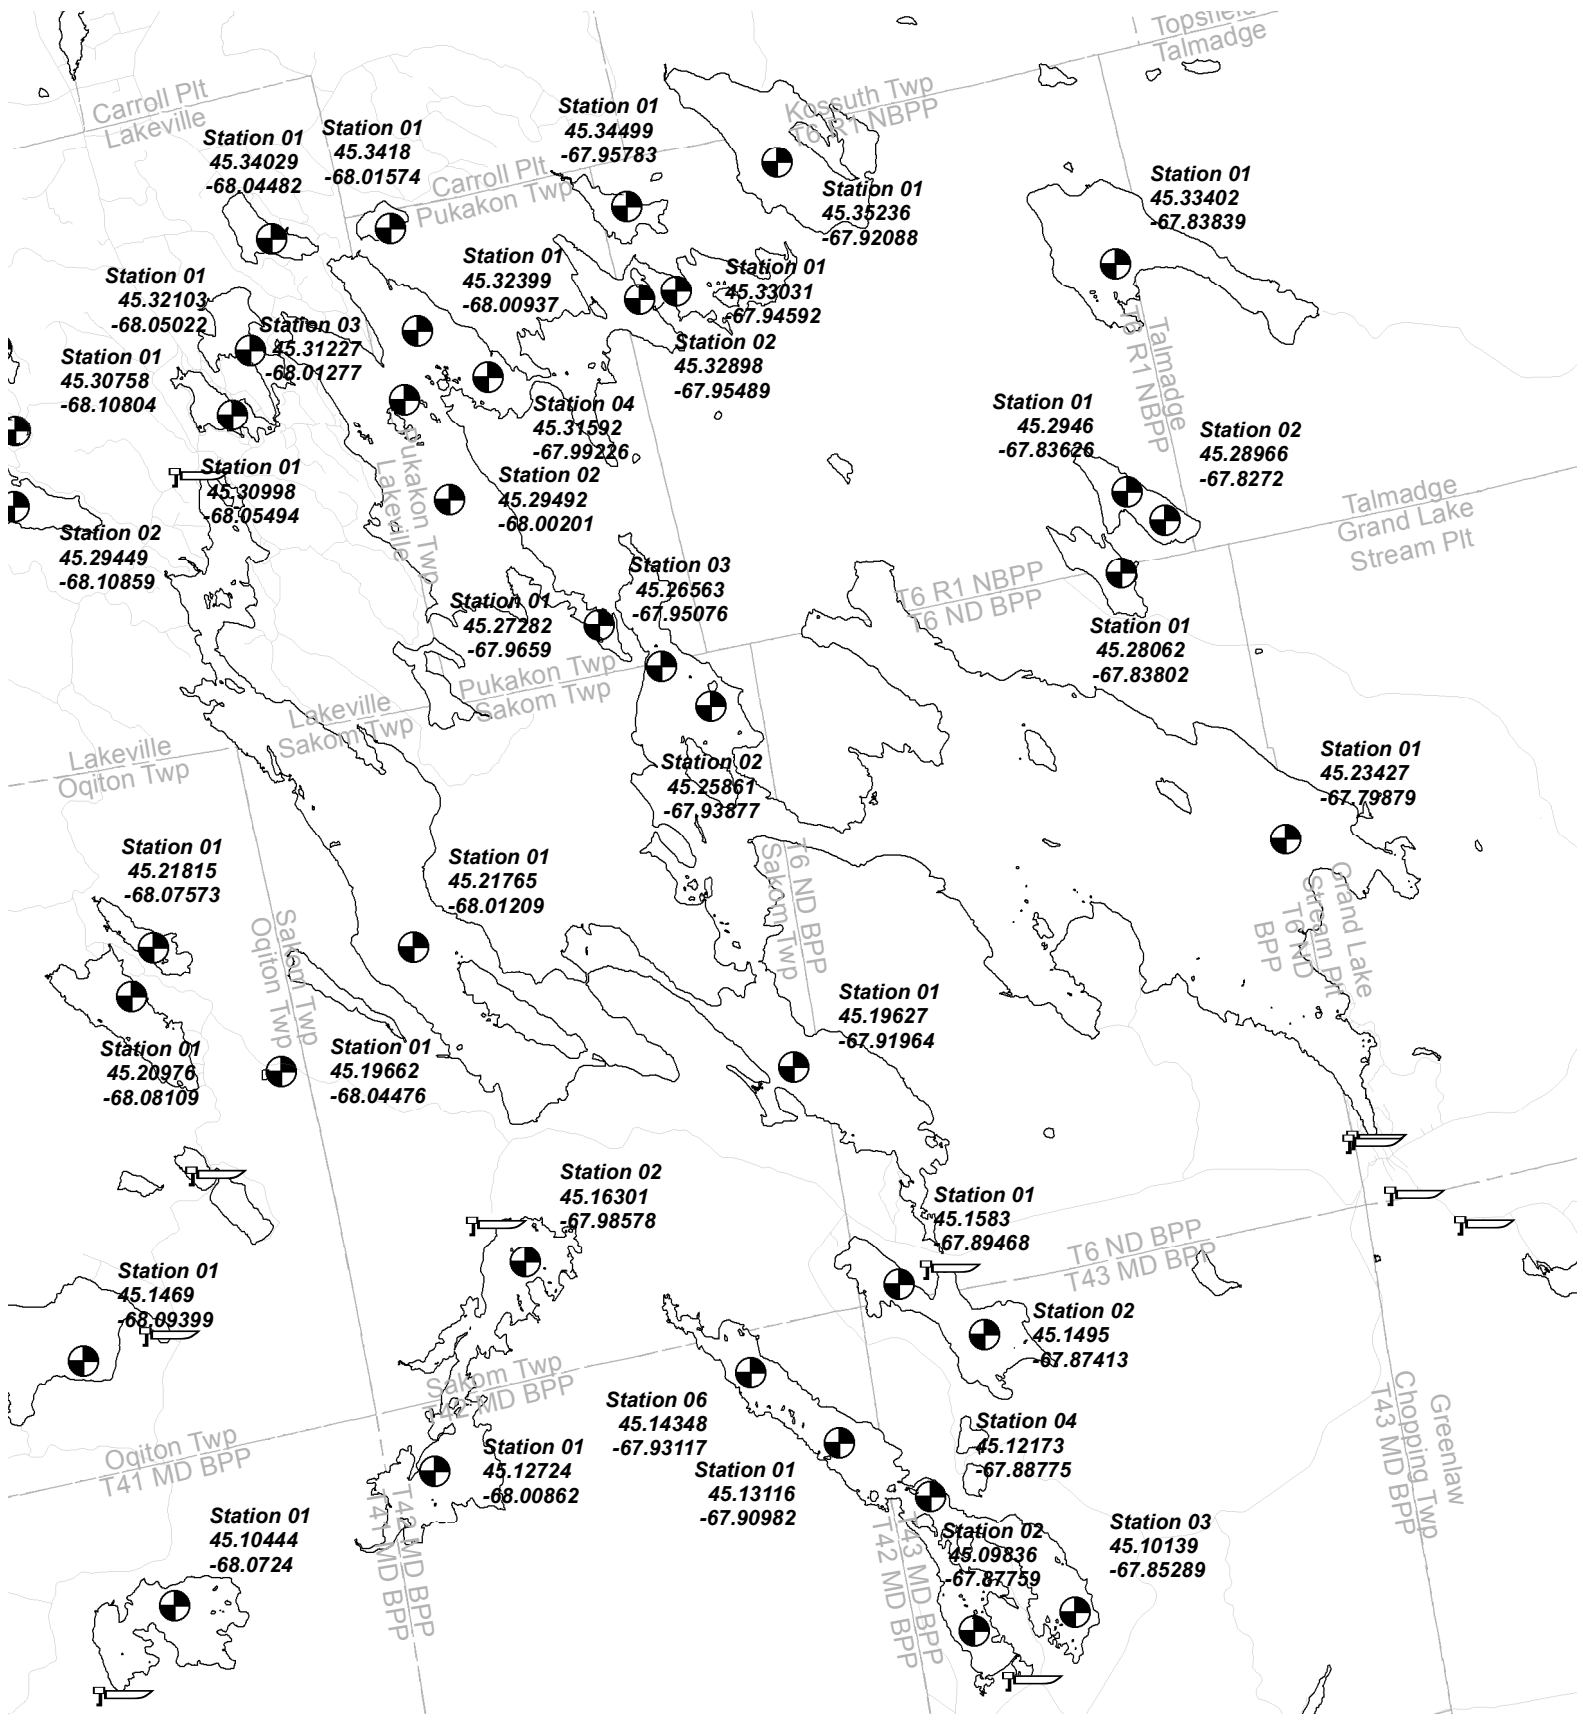 Topsfield
Talmadge
Carroll Plt
Lakeville
Kossuth Twp
T6 R1 NBPP
Station 01
45.34499
-67.95783
Station 01
45.3418
-68.01574
Station 01
45.34029
-68.04482
Carroll Plt
Pukakon Twp
Station 01
45.35236
-67.92088
Station 01
45.33402
-67.83839
Station 01
45.32399
-68.00937
Station 01
45.33031
-67.94592
Station 01
45.32103
-68.05022
Station 03
45.31227
-68.01277
Station 02
45.32898
-67.95489
Talmadge
T6 R1 NBPP
Station 01
45.30758
-68.10804
Station 04
45.31592
-67.99226
Station 01
45.2946
-67.83626
Station 02
45.28966
-67.8272
Station 01
45.30998
-68.05494
Pukakon Twp
Lakeville
Station 02
45.29492
-68.00201
Talmadge
Grand Lake
Stream Plt
Station 02
45.29449
-68.10859
Station 03
45.26563
-67.95076
T6 R1 NBPP
T6 ND BPP
Station 01
45.27282
-67.9659
Station 01
45.28062
-67.83802
Pukakon Twp
Sakom Twp
Lakeville
Sakom Twp
Lakeville
Oqiton Twp
Station 02
45.25861
-67.93877
Station 01
45.23427
-67.79879
Station 01
45.21815
-68.07573
Station 01
45.21765
-68.01209
T6 ND BPP
Sakom Twp
Grand Lake
Stream Plt
T6 ND
BPP
Sakom Twp
Oqiton Twp
Station 01
45.19627
-67.91964
Station 01
45.20976
-68.08109
Station 01
45.19662
-68.04476
Station 02
45.16301
-67.98578
Station 01
45.1583
-67.89468
T6 ND BPP
T43 MD BPP
Station 01
45.1469
-68.09399
Station 02
45.1495
-67.87413
Sakom Twp
T42 MD BPP
Station 06
45.14348
-67.93117
Station 04
45.12173
-67.88775
Greenlaw
Chopping Twp
T43 MD BPP
Oqiton Twp
T41 MD BPP
Station 01
45.12724
-68.00862
Station 01
45.13116
-67.90982
Station 01
45.10444
-68.0724
T42 MD BPP
T41 MD BPP
T43 MD BPP
T42 MD BPP
Station 02
45.09836
-67.87759
Station 03
45.10139
-67.85289